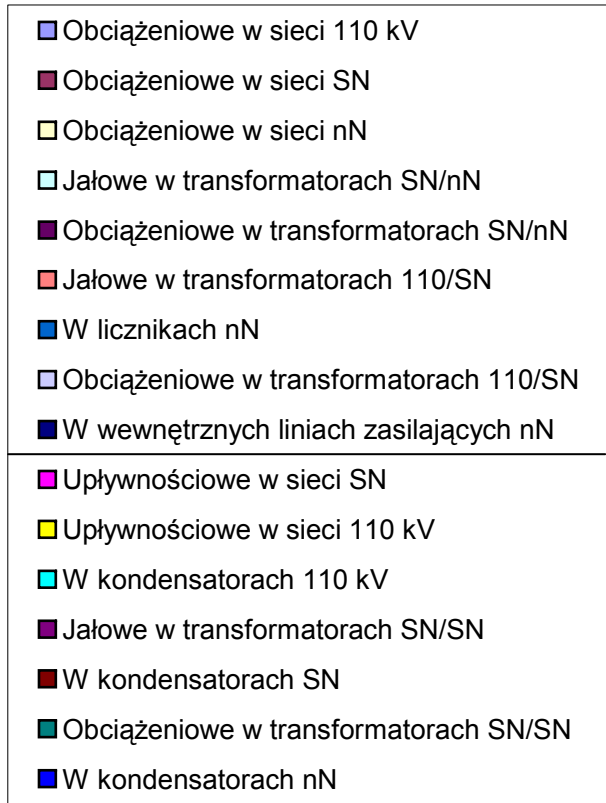 Obciążeniowe w sieci 110 kV
Obciążeniowe w sieci SN
Obciążeniowe w sieci nN
Jałowe w transformatorach SN/nN
Obciążeniowe w transformatorach SN/nN
Jałowe w transformatorach 110/SN
W licznikach nN
Obciążeniowe w transformatorach 110/SN
W wewnętrznych liniach zasilających nN
Upływnościowe w sieci SN
Upływnościowe w sieci 110 kV
W kondensatorach 110 kV
Jałowe w transformatorach SN/SN
W kondensatorach SN
Obciążeniowe w transformatorach SN/SN
W kondensatorach nN